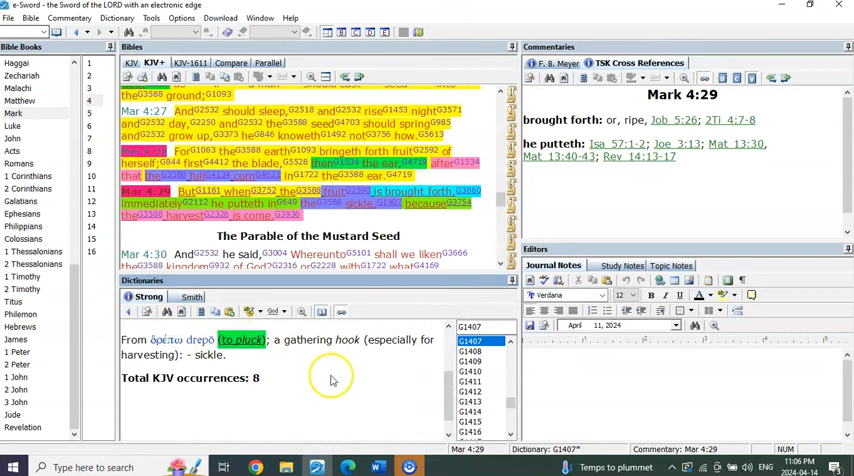 e-Sword - the Sword of the LORD with an electronic edge
File Bible Commentary Dictionary Tools Options Download Window Help
B C D E
Bible Books
Haggai
Zechariah
Malachi
Matthew
Mark
Luke
John
Acts
Romans
1 Corinthians
2 Corinthians
Galatians
Ephesians
Philippians
Colossians
1 Thessalonians
2 Thessalonians
1 Timothy
2 Timothy
Titus
Philemon
Hebrews
James
1 Peter
2 Peter
1 John
2 John
3 John
Jude
Revelation
1
2
3
4
5
6
7
8
9
10
11
12
13
14
15
16
Bibles
KJV KJV+ KJV-1611 Compare Parallel
the G3588 ground; G1093
Mar 4:27 And G2532 should sleep, G2518 and G2532 rise G1453 night G3571
and G2532 day, G2250 and G2532 the G3588 seed G4703 should spring G985
and G2532 grow up, G3373 he G846 knoweth G1492 not G3756 how. G5613
Mar 4:28 For G1063 the G3588 earth G1093 bringeth forth fruit G2592 of
herself; G844 first G4412 the blade, G5528 then G1534 the ear, G4719 after G1534
that the G3588 full G4134 corn G4621 in G1722 the G3588 ear. G4719
Mar 4:29 But G1161 when G3752 the G3588 fruit G2590 is brought forth, G3860
immediately G2112 he putteth in G649 the G3588 sickle, G1407 because G3754
the G3588 harvest G2326 is come. G3936
The Parable of the Mustard Seed
Mar 4:30 And G2532 he said, G3004 Whereunto G5101 shall we liken G3666
the G3588 kingdom G932 of God? G2316 or G2228 with G1722 what G4169
Dictionaries
Strong Smith
From δρέπω drepō (to pluck); a gathering hook (especially for
harvesting): - sickle.
Total KJV occurrences: 8
G1407
G1407
G1408
G1409
G1410
G1411
G1412
G1413
G1414
G1415
G1416
Commentaries
F. B. Meyer TSK Cross References
Mark 4:29
brought forth: or, ripe, Job 5:26; 2Ti 4:7-8
he putteth: Isa 57:1-2; Joe 3:13; Mat 13:30,
Mat 13:40-43; Rev 14:13-17
Editors
Journal Notes Study Notes Topic Notes
Verdana 12 B I U A
April 11, 2024
1 2 3 4 5
Mar 4:29 Dictionary: G1407* Commentary: Mar 4:29 NUM
Type here to search
Temps to plummet
ENG
11:06 PM
2024-04-14